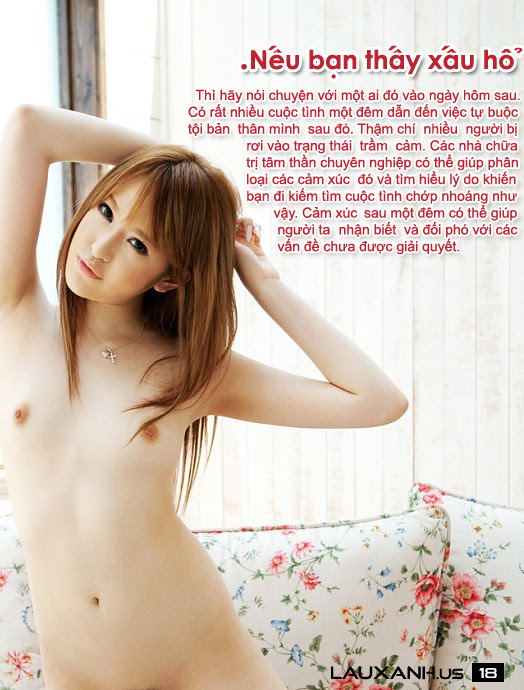 .Nếu bạn thấy xấu hổ
Thì hãy nói chuyện với một ai đó vào ngày hôm sau.
Có rất nhiều cuộc tình một đêm dẫn đến việc tự buộc
tội bản thân mình sau đó. Thậm chí nhiều người bị
rơi vào trạng thái trầm cảm. Các nhà chữa
trị tâm thần chuyên nghiệp có thể giúp phân
loại các cảm xúc đó và tìm hiểu lý do khiến
bạn đi kiếm tìm cuộc tình chớp nhoáng như
vậy. Cảm xúc sau một đêm có thể giúp
người ta nhận biết và đối phó với các
vấn đề chưa được giải quyết.
LAUXANH.US 18